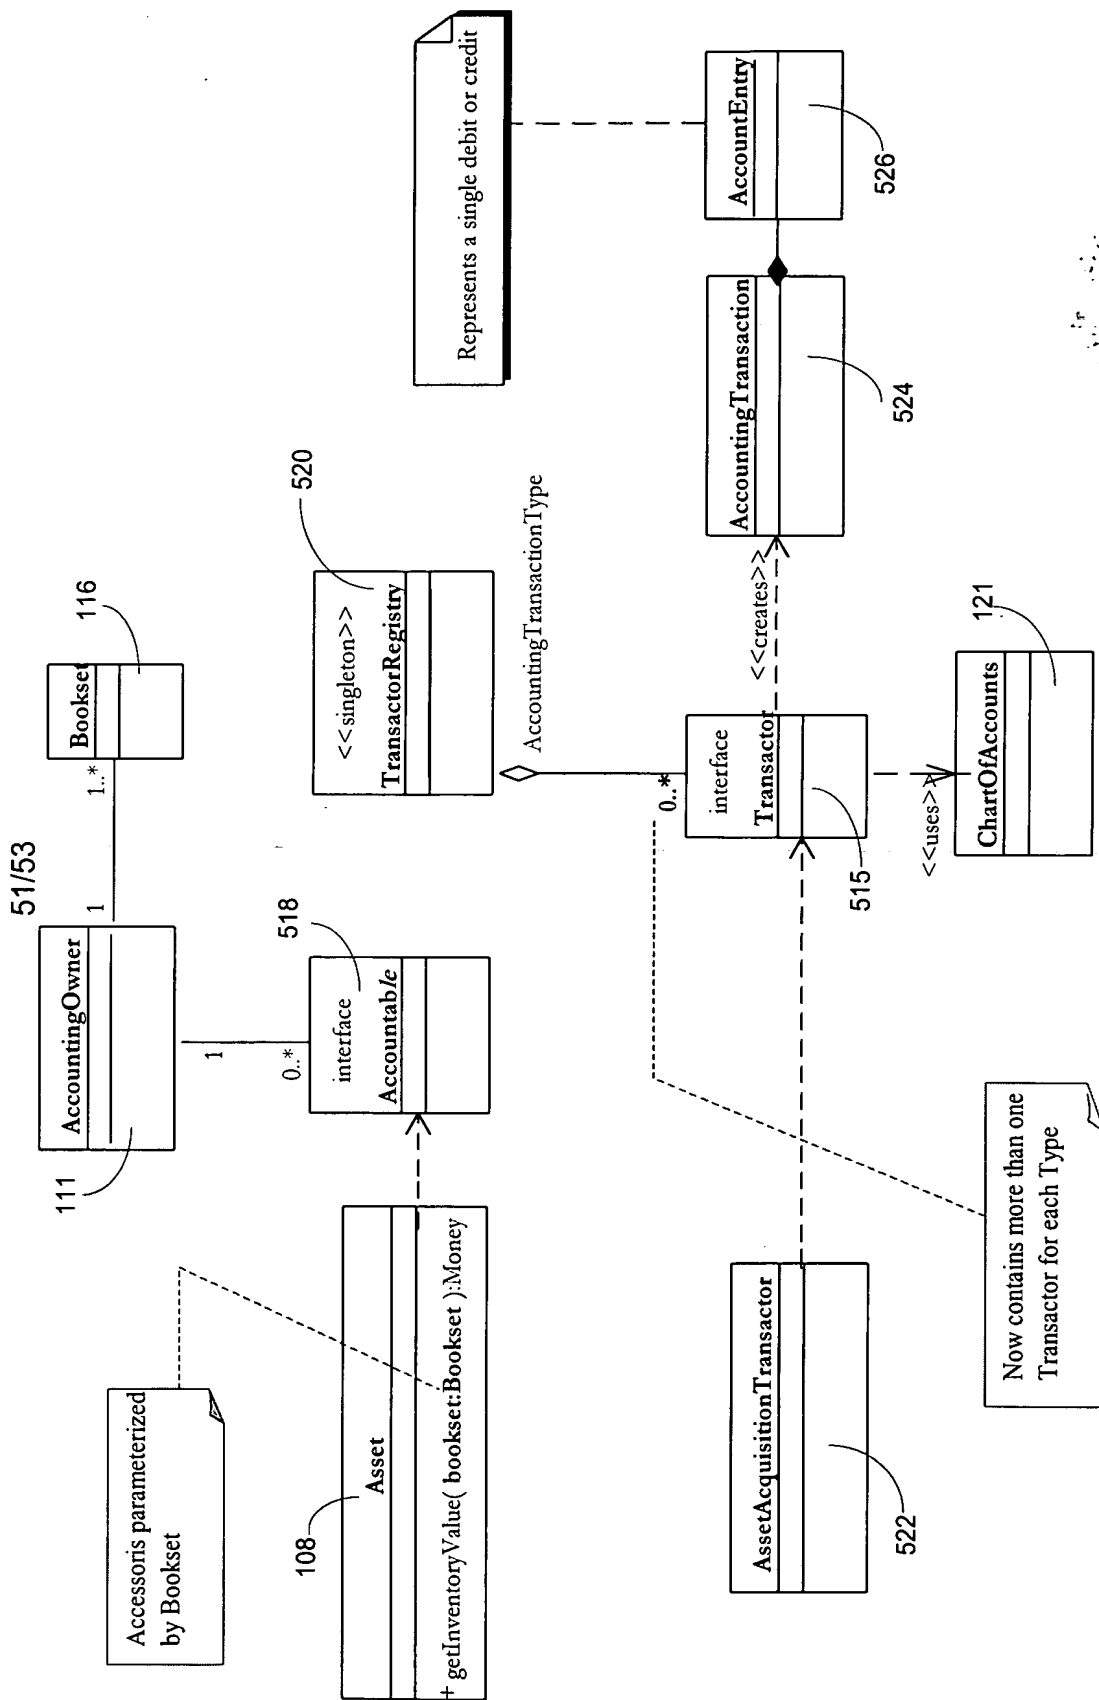 51/53
AccountingOwner
111
1
1..*
Bookset
116
1
0..*
interface
Accountable
518
Accessoris parameterized
by Bookset
Asset
108
+ getInventoryValue( bookset:Bookset ):Money
<<singleton>>
TransactorRegistry
520
AccountingTransactionType
0..*
interface
Transactor
515
<<creates>>
<<uses>>
ChartOfAccounts
121
AccountingTransaction
524
AccountEntry
526
Represents a single debit or credit
AssetAcquisitionTransactor
522
Now contains more than one
Transactor for each Type